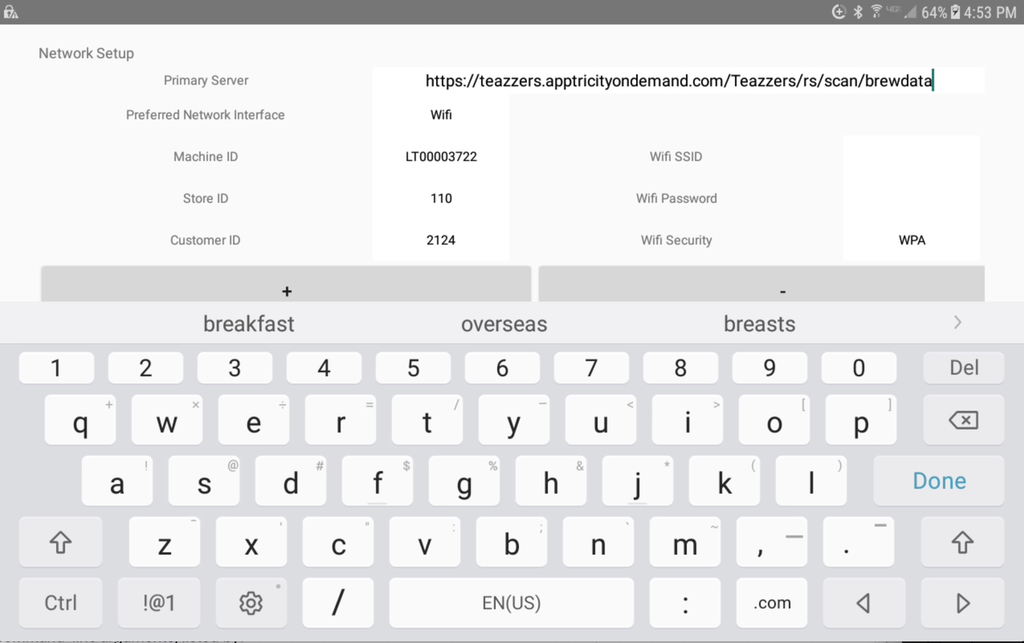 64% 4:53 PM
Network Setup
Primary Server https://teazzers.apptricityondemand.com/Teazzers/rs/scan/brewdata
Preferred Network Interface Wifi
Machine ID LT00003722 Wifi SSID
Store ID 110 Wifi Password
Customer ID 2124 Wifi Security WPA
+ -
breakfast overseas breasts >
1 2 3 4 5 6 7 8 9 0 Del
q + w × e ÷ r = t / y – u < i > o [ p ]
a ! s @ d # f $ g % h & j * k ( l ) Done
z x ' c " v : b ; n ` m ~ , .
Ctrl !@1 / EN(US) : .com